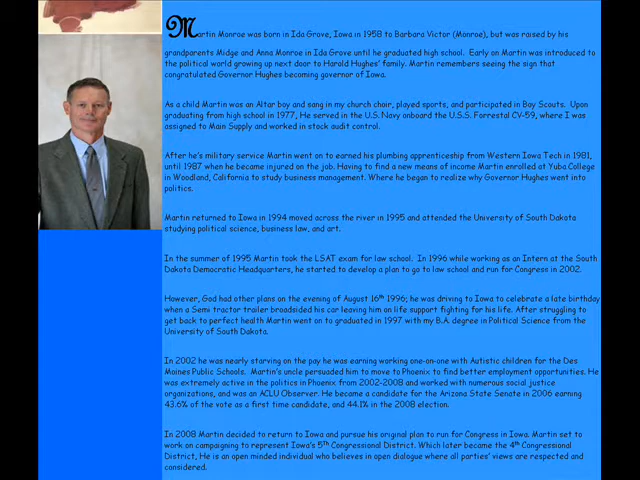 Martin Monroe was born in Ida Grove, Iowa in 1958 to Barbara Victor (Monroe), but was raised by his
grandparents Midge and Anna Monroe in Ida Grove until he graduated high school. Early on Martin was introduced to
the political world growing up next door to Harold Hughes' family. Martin remembers seeing the sign that
congratulated Governor Hughes becoming governor of Iowa.
As a child Martin was an Altar boy and sang in my church choir, played sports, and participated in Boy Scouts. Upon
graduating from high school in 1977, He served in the U.S. Navy onboard the U.S.S. Forrestal CV-59, where I was
assigned to Main Supply and worked in stock audit control.
After he's military service Martin went on to earned his plumbing apprenticeship from Western Iowa Tech in 1981,
until 1987 when he became injured on the job. Having to find a new means of income Martin enrolled at Yuba College
in Woodland, California to study business management. Where he began to realize why Governor Hughes went into
politics.
Martin returned to Iowa in 1994 moved across the river in 1995 and attended the University of South Dakota
studying political science, business law, and art.
In the summer of 1995 Martin took the LSAT exam for law school. In 1996 while working as an Intern at the South
Dakota Democratic Headquarters, he started to develop a plan to go to law school and run for Congress in 2002.
However, God had other plans on the evening of August 16th 1996; he was driving to Iowa to celebrate a late birthday
when a Semi tractor trailer broadsided his car leaving him on life support fighting for his life. After struggling to
get back to perfect health Martin went on to graduated in 1997 with my B.A. degree in Political Science from the
University of South Dakota.
In 2002 he was nearly starving on the pay he was earning working one-on-one with Autistic children for the Des
Moines Public Schools. Martin's uncle persuaded him to move to Phoenix to find better employment opportunities. He
was extremely active in the politics in Phoenix from 2002-2008 and worked with numerous social justice
organizations, and was an ACLU Observer. He became a candidate for the Arizona State Senate in 2006 earning
43.6% of the vote as a first time candidate, and 44.1% in the 2008 election.
In 2008 Martin decided to return to Iowa and pursue his original plan to run for Congress in Iowa. Martin set to
work on campaigning to represent Iowa's 5Th Congressional District. Which later became the 4th Congressional
District, He is an open minded individual who believes in open dialogue where all parties' views are respected and
considered.